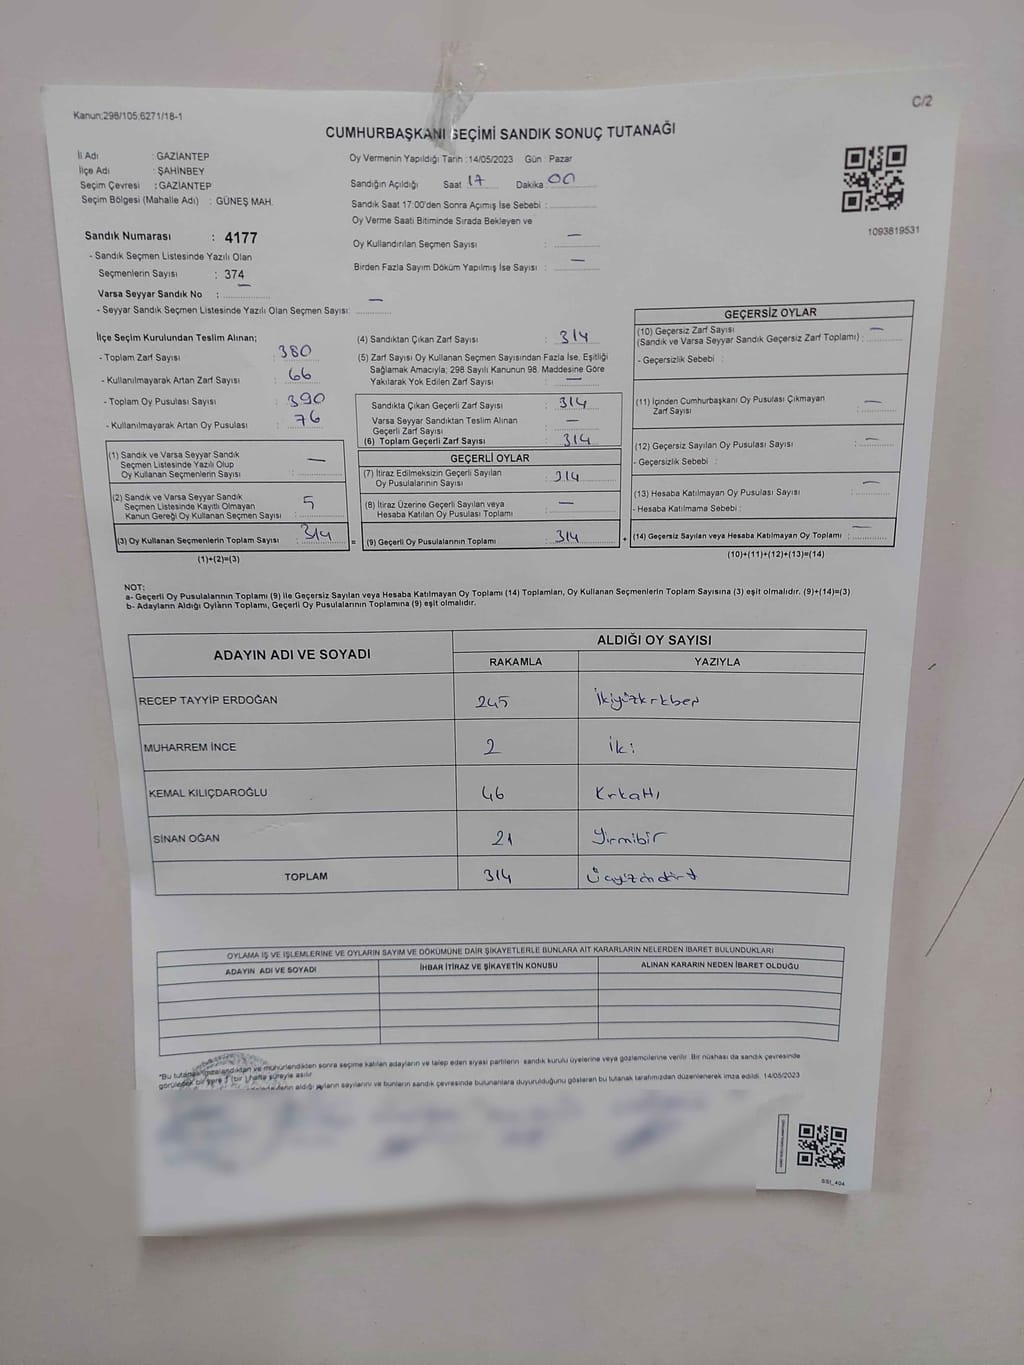 C/2
Kanun:298/105,6271/18-1
CUMHURBAŞKANI SEÇİMİ SANDIK SONUÇ TUTANAĞI
İl Adı : GAZİANTEP
İlçe Adı : ŞAHİNBEY
Seçim Çevresi : GAZİANTEP
Seçim Bölgesi (Mahalle Adı) : GÜNEŞ MAH.
Sandık Numarası : 4177
- Sandık Seçmen Listesinde Yazılı Olan
Seçmenlerin Sayısı : 374
Varsa Seyyar Sandık No : —
- Seyyar Sandık Seçmen Listesinde Yazılı Olan Seçmen Sayısı: —
Oy Vermenin Yapıldığı Tarih :14/05/2023 Gün : Pazar
Sandığın Açıldığı Saat 17 Dakika 00
Sandık Saat 17:00'den Sonra Açımış İse Sebebi :
Oy Verme Saati Bitiminde Sırada Bekleyen ve
Oy Kullandırılan Seçmen Sayısı : —
Birden Fazla Sayım Döküm Yapılmış İse Sayısı : —
1093819531
İlçe Seçim Kurulundan Teslim Alınan;
- Toplam Zarf Sayısı : 380
- Kullanılmayarak Artan Zarf Sayısı : 66
- Toplam Oy Pusulası Sayısı : 390
- Kullanılmayarak Artan Oy Pusulası : 76
(1) Sandık ve Varsa Seyyar Sandık
Seçmen Listesinde Yazılı Olup
Oy Kullanan Seçmenlerin Sayısı : —
(2) Sandık ve Varsa Seyyar Sandık
Seçmen Listesinde Kayıtlı Olmayan
Kanun Gereği Oy Kullanan Seçmen Sayısı : 5
(3) Oy Kullanan Seçmenlerin Toplam Sayısı : 314
(1)+(2)=(3)
(4) Sandıktan Çıkan Zarf Sayısı : 314
(5) Zarf Sayısı Oy Kullanan Seçmen Sayısından Fazla İse, Eşitliği
Sağlamak Amacıyla; 298 Sayılı Kanunun 98. Maddesine Göre
Yakılarak Yok Edilen Zarf Sayısı : —
Sandıkta Çıkan Geçerli Zarf Sayısı : 314
Varsa Seyyar Sandıktan Teslim Alınan
Geçerli Zarf Sayısı : —
(6) Toplam Geçerli Zarf Sayısı : 314
GEÇERLİ OYLAR
(7) İtiraz Edilmeksizin Geçerli Sayılan
Oy Pusulalarının Sayısı : 314
(8) İtiraz Üzerine Geçerli Sayılan veya
Hesaba Katılan Oy Pusulası Toplamı : —
= (9) Geçerli Oy Pusulalarının Toplamı : 314 +
GEÇERSİZ OYLAR
(10) Geçersiz Zarf Sayısı
(Sandık ve Varsa Seyyar Sandık Geçersiz Zarf Toplamı) : —
- Geçersizlik Sebebi :
(11) İçinden Cumhurbaşkanı Oy Pusulası Çıkmayan
Zarf Sayısı : —
(12) Geçersiz Sayılan Oy Pusulası Sayısı : —
- Geçersizlik Sebebi :
(13) Hesaba Katılmayan Oy Pusulası Sayısı : —
- Hesaba Katılmama Sebebi :
(14) Geçersiz Sayılan veya Hesaba Katılmayan Oy Toplamı : —
(10)+(11)+(12)+(13)=(14)
NOT:
a- Geçerli Oy Pusulalarının Toplamı (9) ile Geçersiz Sayılan veya Hesaba Katılmayan Oy Toplamı (14) Toplamları, Oy Kullanan Seçmenlerin Toplam Sayısına (3) eşit olmalıdır. (9)+(14)=(3)
b- Adayların Aldığı Oyların Toplamı, Geçerli Oy Pusulalarının Toplamına (9) eşit olmalıdır.
ADAYIN ADI VE SOYADI ALDIĞI OY SAYISI
RAKAMLA YAZIYLA
RECEP TAYYİP ERDOĞAN 245 İkiyüzkrkbeş
MUHARREM İNCE 2 İki
KEMAL KILIÇDAROĞLU 46 Krkaltı
SİNAN OĞAN 21 Yirmibir
TOPLAM 314 Üçyüzöndört
OYLAMA İŞ VE İŞLEMLERİNE VE OYLARIN SAYIM VE DÖKÜMÜNE DAİR ŞİKAYETLERLE BUNLARA AİT KARARLARIN NELERDEN İBARET BULUNDUKLARI
ADAYIN ADI VE SOYADI İHBAR İTİRAZ VE ŞİKAYETİN KONUSU ALINAN KARARIN NEDEN İBARET OLDUĞU
*Bu tutanak imzalandıktan ve mühürlendikten sonra seçime katılan adayların ve talep eden siyasi partilerin sandık kurulu üyelerine veya gözlemcilerine verilir. Bir nüshası da sandık çevresinde
görülecek bir yere 1 (bir ) hafta süreyle asılır
aldığı oyların sayılarını ve bunların sandık çevresinde bulunanlara duyurulduğunu gösteren bu tutanak tarafımızdan düzenlenerek imza edildi. 14/05/2023
SSI_404